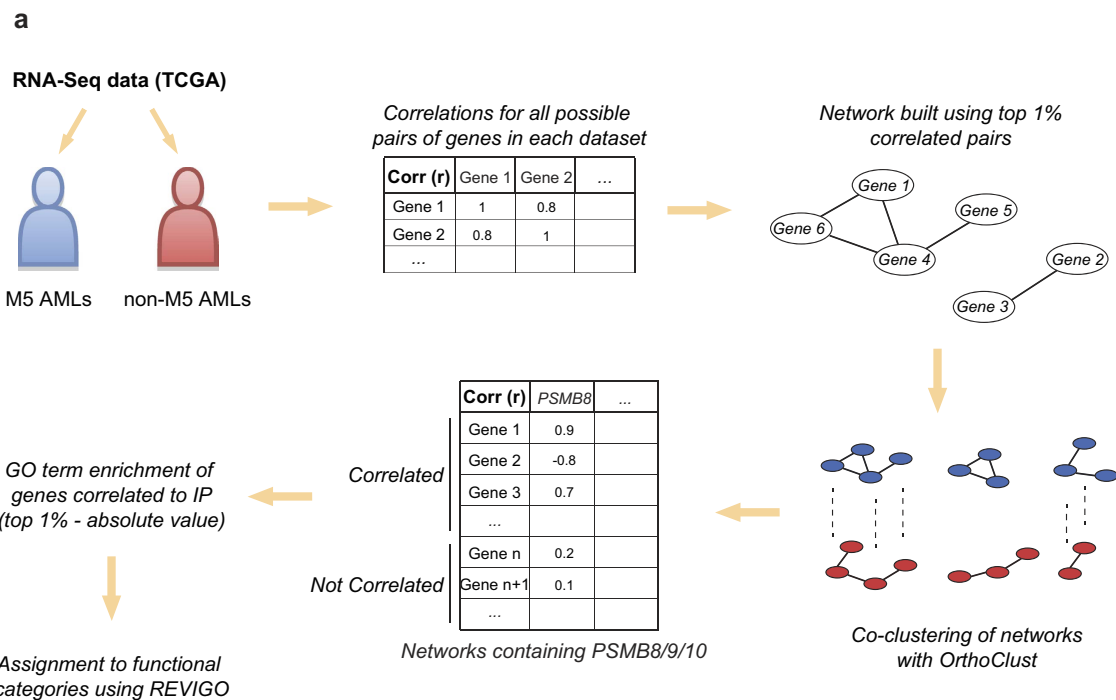 a
RNA-Seq data (TCGA)
M5 AMLs
non-M5 AMLs
Correlations for all possible
pairs of genes in each dataset
Corr (r) Gene 1 Gene 2 ...
Gene 1 1 0.8
Gene 2 0.8 1
...
Network built using top 1%
correlated pairs
Gene 1
Gene 5
Gene 6
Gene 4
Gene 2
Gene 3
Co-clustering of networks
with OrthoClust
Corr (r) PSMB8 ...
Gene 1 0.9
Gene 2 -0.8
Gene 3 0.7
...
Gene n 0.2
Gene n+1 0.1
...
Correlated
Not Correlated
Networks containing PSMB8/9/10
GO term enrichment of
genes correlated to IP
(top 1% - absolute value)
Assignment to functional
categories using REVIGO